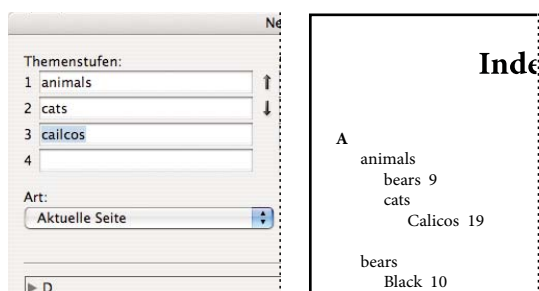 Ne
Themenstufen:
1 animals
2 cats
3 cailcos
4
Art:
Aktuelle Seite
D
Inde
A
animals
bears 9
cats
Calicos 19
bears
Black 10